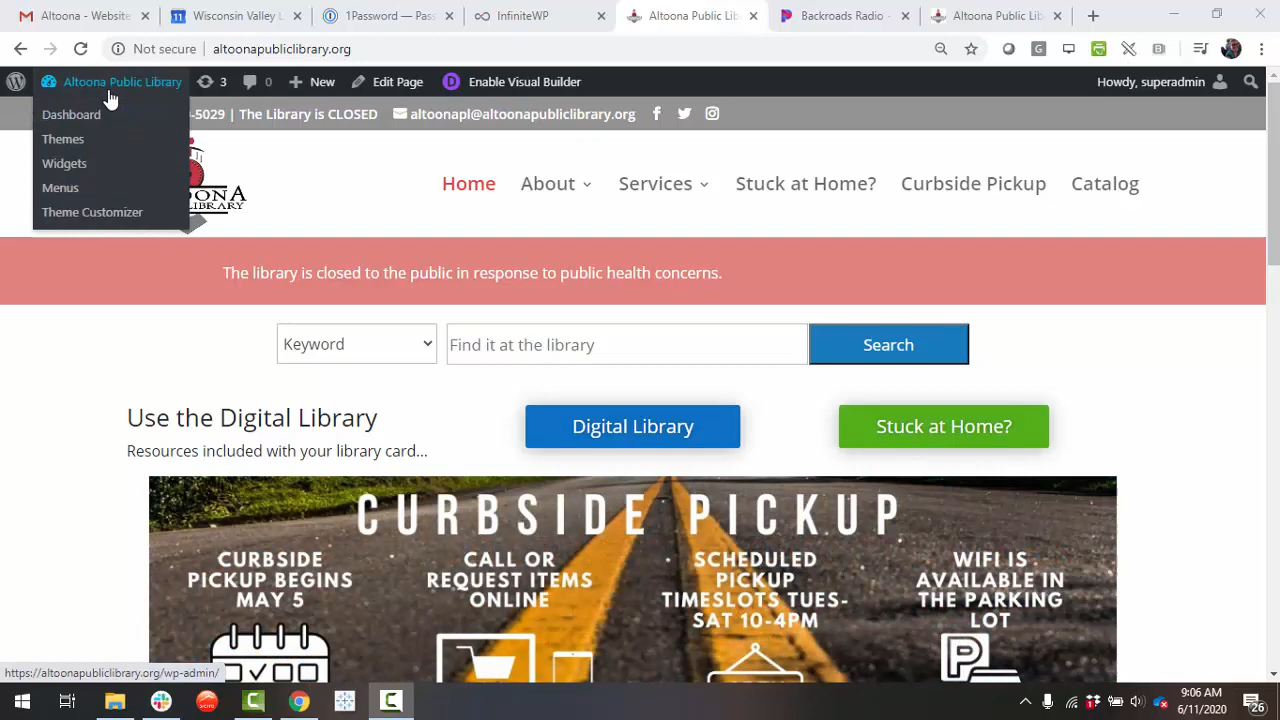 Gmail - Website
Wisconsin Valley L
1Password — Pas
InfiniteWP
Altoona Public Lib
Backroads Radio -
Altoona Public Lib
Not secure | altoonapubliclibrary.org
Altoona Public Library
3
0
New
Edit Page
Enable Visual Builder
Howdy, superadmin
Dashboard
Themes
Widgets
Menus
Theme Customizer
-5029 | The Library is CLOSED
altoonapl@altoonapubliclibrary.org
OONA
LIBRARY
Home
About
Services
Stuck at Home?
Curbside Pickup
Catalog
The library is closed to the public in response to public health concerns.
Keyword
Find it at the library
Search
Use the Digital Library
Resources included with your library card...
Digital Library
Stuck at Home?
CURBSIDE PICKUP
CURBSIDE
PICKUP BEGINS
MAY 5
CALL OR
REQUEST ITEMS
ONLINE
SCHEDULED
PICKUP
TIMESLOTS TUES-
SAT 10-4PM
WIFI IS
AVAILABLE IN
THE PARKING
LOT
https://altoonapubliclibrary.org/wp-admin/
9:06 AM
6/11/2020
26